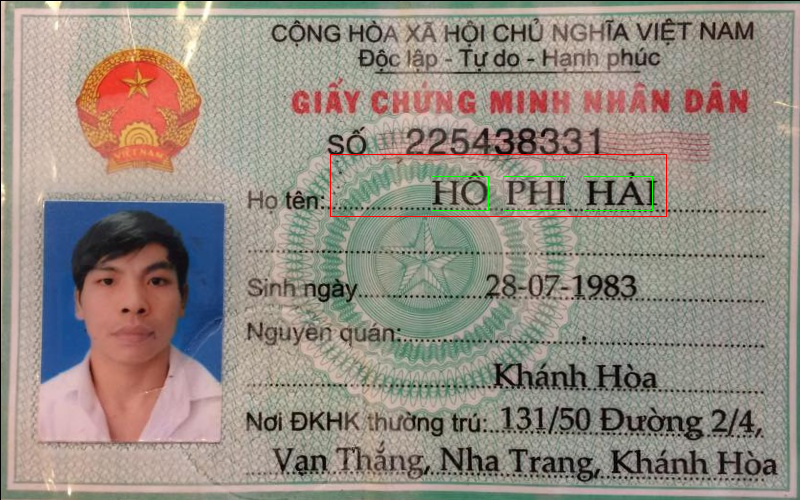 CỘNG HÒA XÃ HỘI CHỦ NGHĨA VIỆT NAM
Độc lập - Tự do - Hạnh phúc
GIẤY CHỨNG MINH NHÂN DÂN
SỐ 225438331
Họ tên: HỒ PHI HẢI
Sinh ngày 28-07-1983
Nguyên quán:
Khánh Hòa
Nơi ĐKHK thường trú: 131/50 Đường 2/4,
Vạn Thắng, Nha Trang, Khánh Hòa
VIỆT NAM